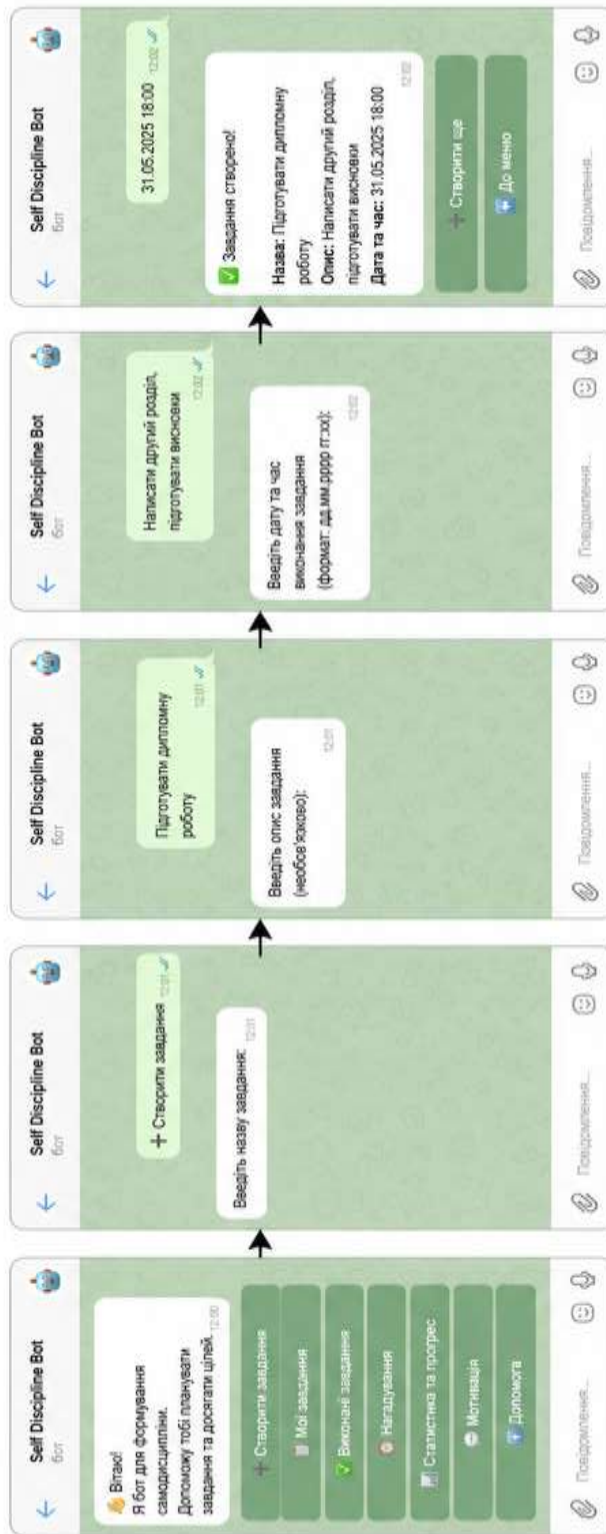 Self Discipline Bot
бот
👋 Вітаю!
Я бот для формування
самодисципліни.
Допоможу тобі планувати
завдання та досягати цілей.
12:00
➕ Створити завдання
Мої завдання
✅ Виконані завдання
⏰ Нагадування
📊 Статистика та прогрес
Мотивація
Допомога
Повідомлення...
Self Discipline Bot
бот
➕ Створити завдання
12:01
Введіть назву завдання:
12:01
Повідомлення...
Self Discipline Bot
бот
Підготувати дипломну
роботу
12:01
Введіть опис завдання
(необов'язково):
12:01
Повідомлення...
Self Discipline Bot
бот
Написати другий розділ,
підготувати висновки
12:02
Введіть дату та час
виконання завдання
(формат: дд.мм.рррр гг:хх):
12:02
Повідомлення...
Self Discipline Bot
бот
31.05.2025 18:00
12:02
✅ Завдання створено!
Назва: Підготувати дипломну
роботу
Опис: Написати другий розділ,
підготувати висновки
Дата та час: 31.05.2025 18:00
12:02
➕ Створити ще
До меню
Повідомлення...